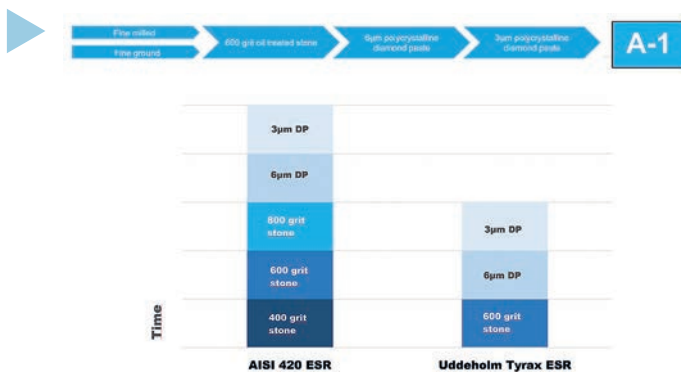 Fine milled
Fine ground
600 grit oil treated stone
6µm polycrystalline
diamond paste
3µm polycrystalline
diamond paste
A-1
3µm DP
6µm DP
800 grit
stone
600 grit
stone
400 grit
stone
3µm DP
6µm DP
600 grit
stone
Time
AISI 420 ESR
Uddeholm Tyrax ESR